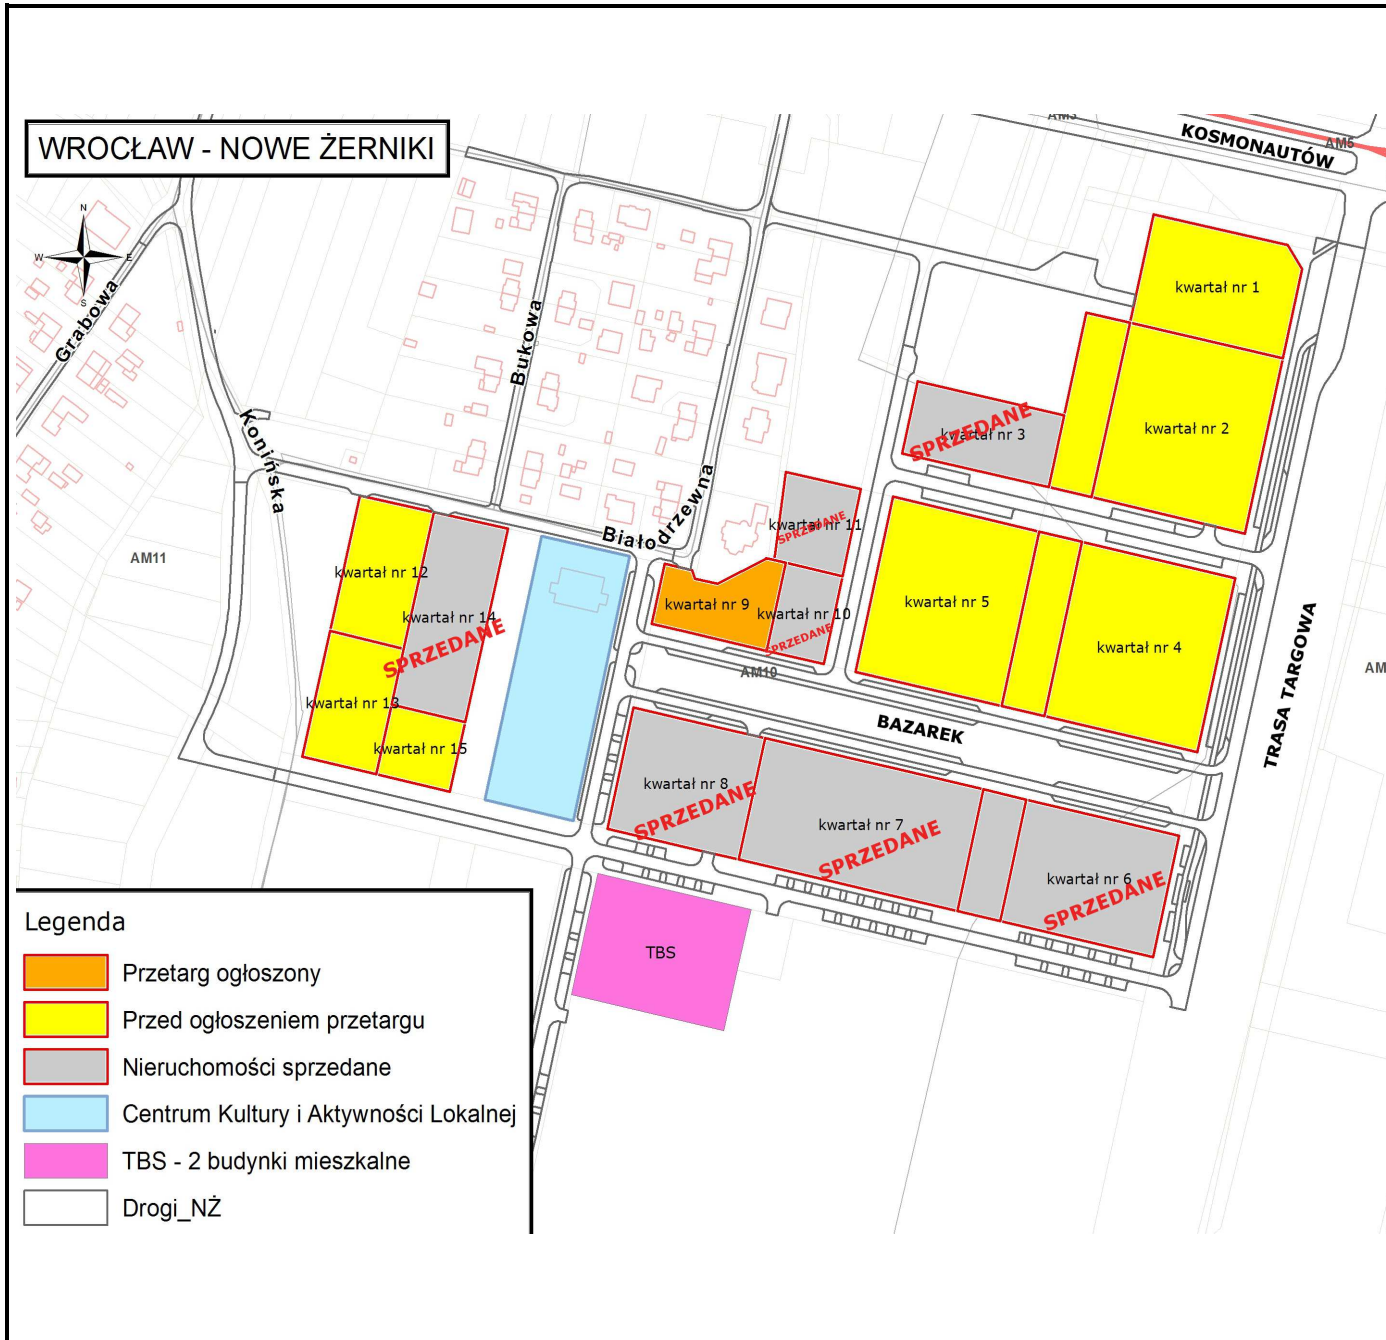 WROCŁAW - NOWE ŻERNIKI
N
W
E
S
KOSMONAUTÓW
AM5
Grabowa
Bukowa
Konińska
Białodrzewna
kwartał nr 1
kwartał nr 2
kwartał nr 3
SPRZEDANE
kwartał nr 11
SPRZEDANE
kwartał nr 12
kwartał nr 14
SPRZEDANE
kwartał nr 13
kwartał nr 15
AM11
kwartał nr 9
kwartał nr 10
SPRZEDANE
kwartał nr 5
kwartał nr 4
AM10
BAZAREK
TRASA TARGOWA
AM
kwartał nr 8
SPRZEDANE
kwartał nr 7
SPRZEDANE
kwartał nr 6
SPRZEDANE
TBS
Legenda
Przetarg ogłoszony
Przed ogłoszeniem przetargu
Nieruchomości sprzedane
Centrum Kultury i Aktywności Lokalnej
TBS - 2 budynki mieszkalne
Drogi_NŻ